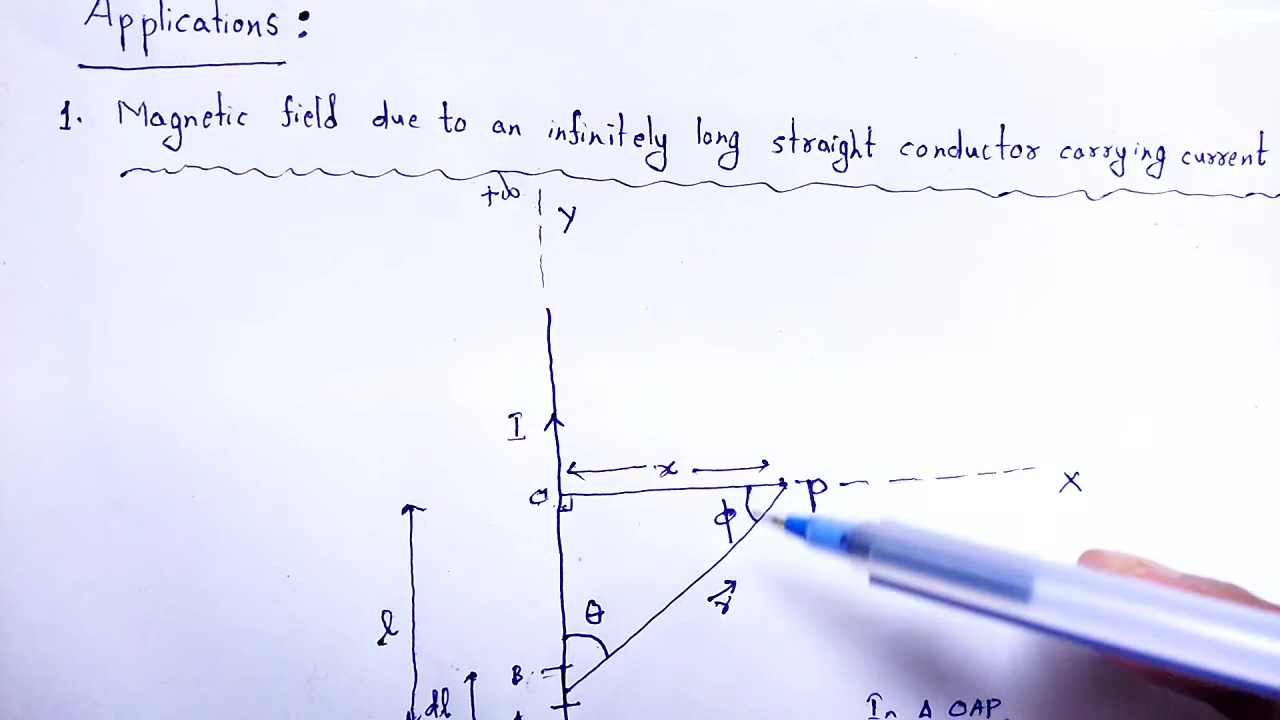 Applications :
1. Magnetic field due to an infinitely long straight conductor carrying current
+∞
Y
I
x
O
P
X
ϕ
r⃗
θ
l
B
dl
In Δ OAP,